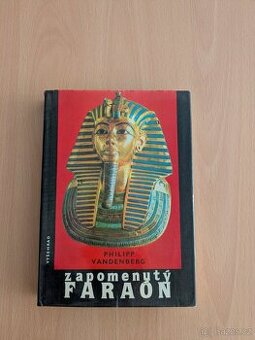 VYŠEHRAD
PHILIPP
VANDENBERG
zapomenutý
FARAON